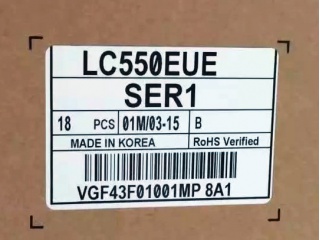 LC550EUE
SER1
18 PCS 01M/03-15 B
MADE IN KOREA RoHS Verified
VGF43F01001MP 8A1